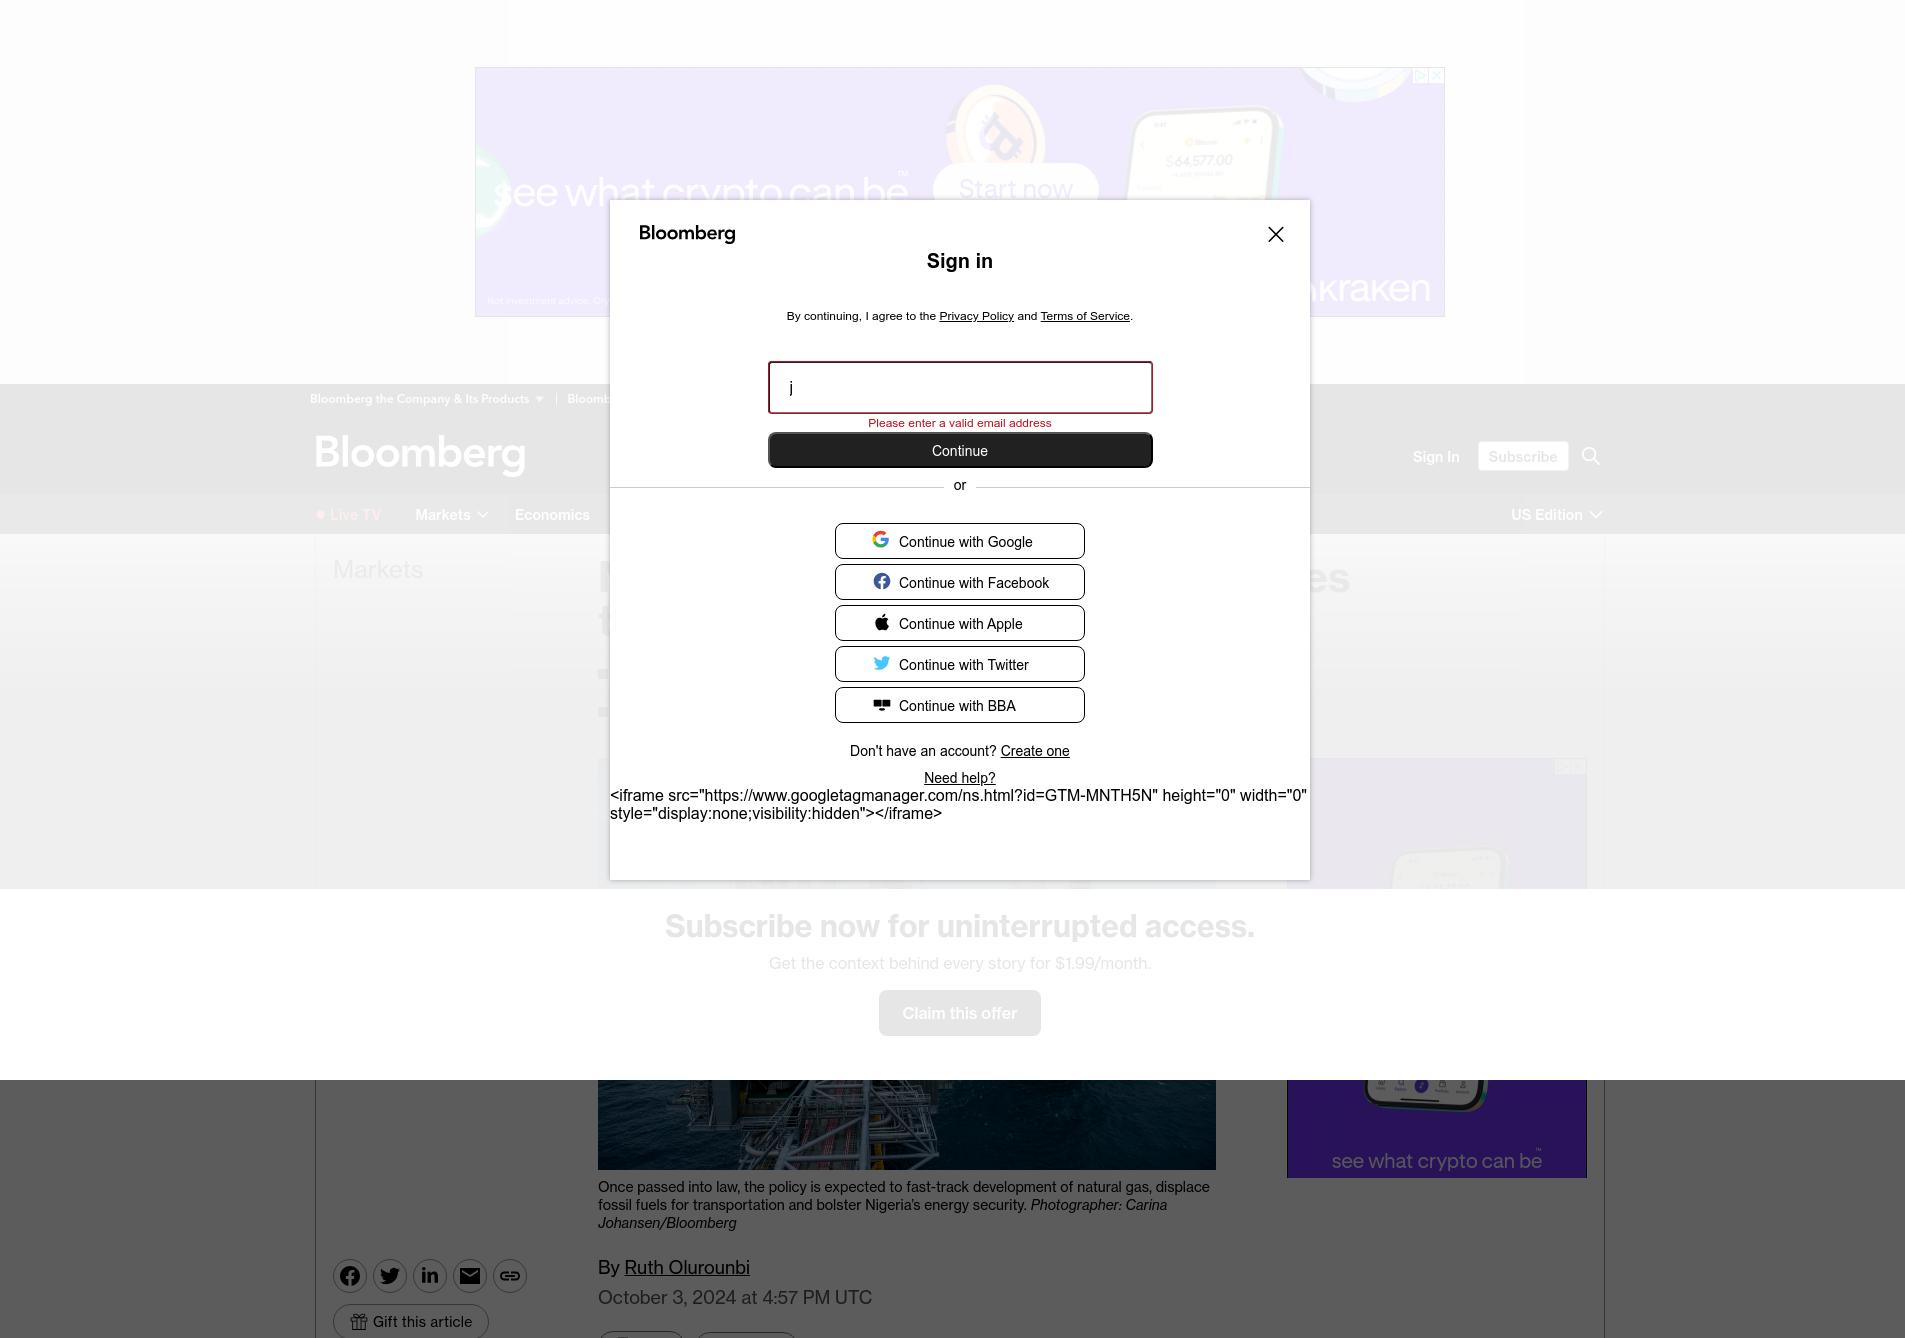 see what crypto can be™
Start now
$64,577.00
Not investment advice. Cry
kraken
Bloomberg
Sign in
By continuing, I agree to the Privacy Policy and Terms of Service.
j
Please enter a valid email address
Continue
or
Continue with Google
Continue with Facebook
Continue with Apple
Continue with Twitter
Continue with BBA
Don't have an account? Create one
Need help?
<iframe src="https://www.googletagmanager.com/ns.html?id=GTM-MNTH5N" height="0" width="0"
style="display:none;visibility:hidden"></iframe>
Bloomberg the Company & Its Products
Bloomb
Bloomberg
Sign In
Subscribe
Live TV
Markets
Economics
US Edition
Markets
es
Subscribe now for uninterrupted access.
Get the context behind every story for $1.99/month.
Claim this offer
see what crypto can be™
Once passed into law, the policy is expected to fast-track development of natural gas, displace
fossil fuels for transportation and bolster Nigeria's energy security. Photographer: Carina
Johansen/Bloomberg
By Ruth Olurounbi
October 3, 2024 at 4:57 PM UTC
Gift this article